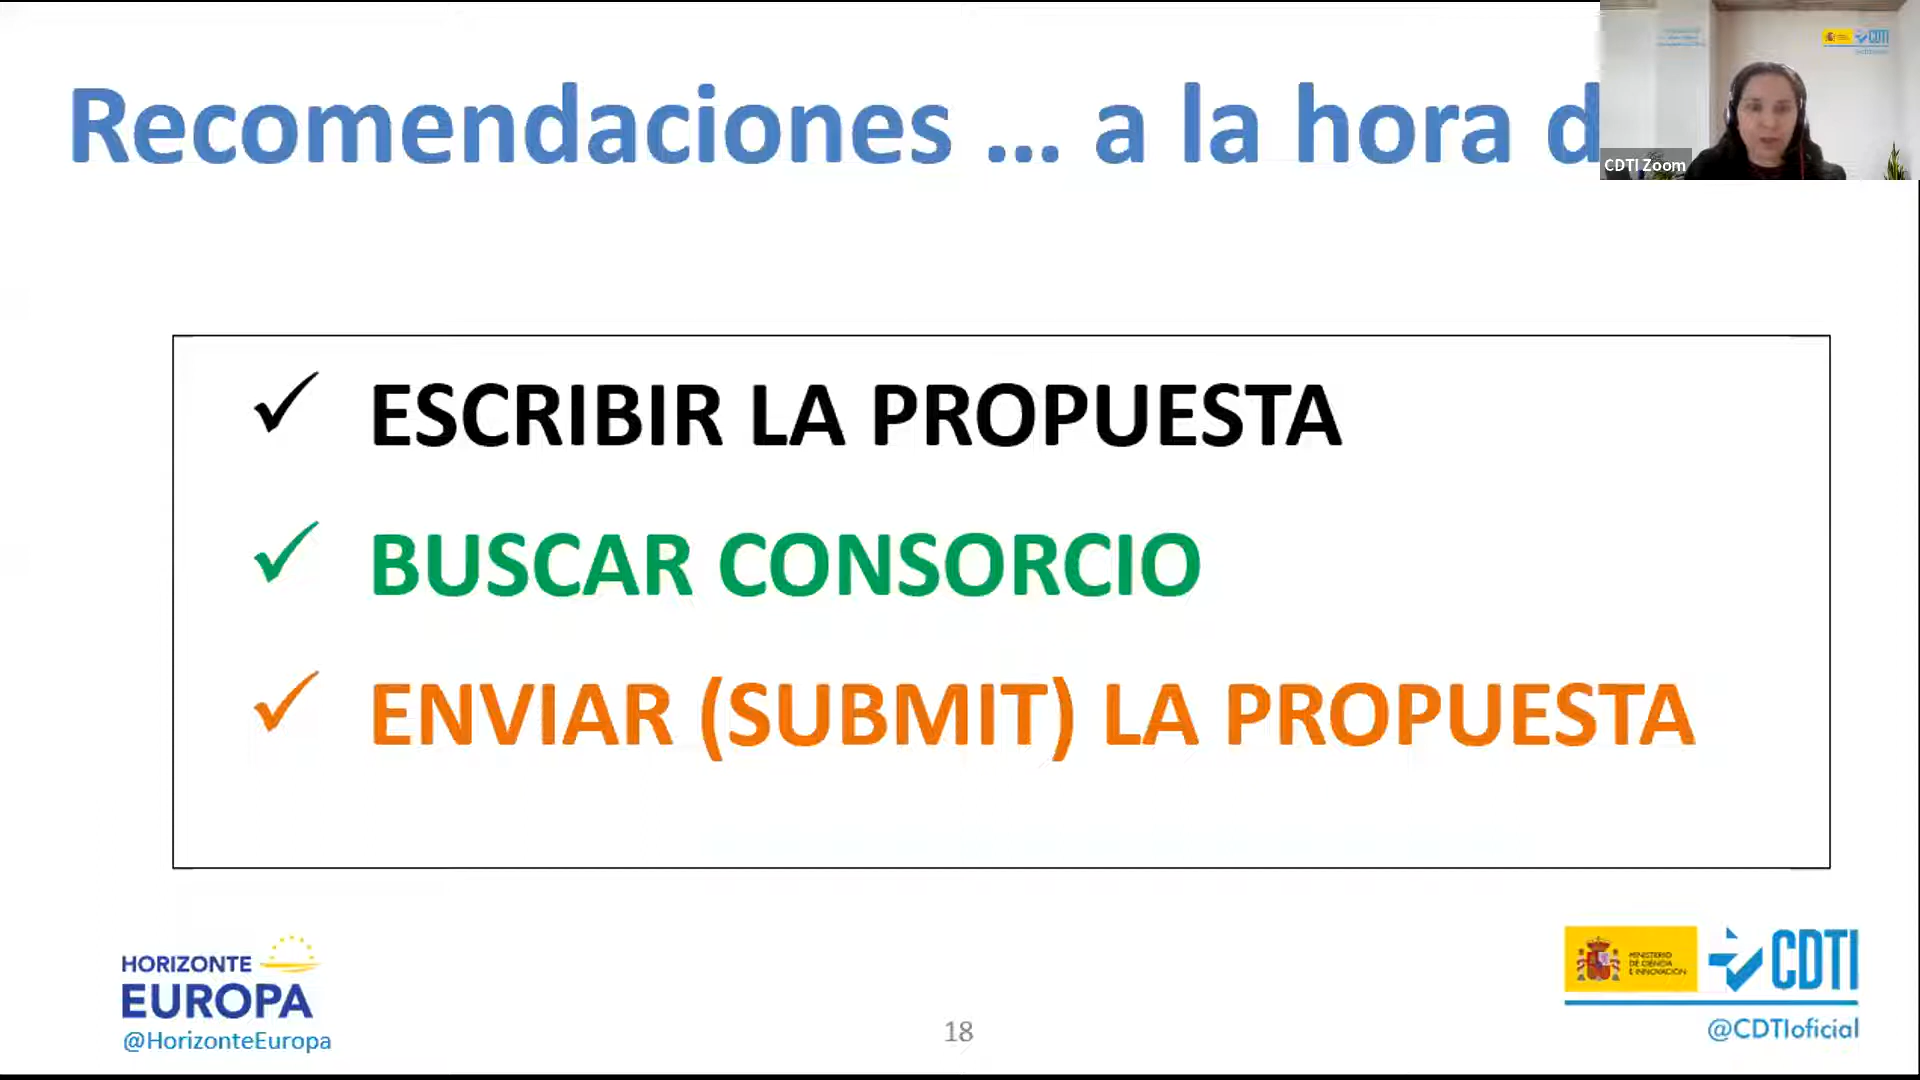 Recomendaciones ... a la hora d
CDTI
CDTI Zoom
✓ ESCRIBIR LA PROPUESTA
✓ BUSCAR CONSORCIO
✓ ENVIAR (SUBMIT) LA PROPUESTA
HORIZONTE
EUROPA
@HorizonteEuropa
18
MINISTERIO
DE CIENCIA
E INNOVACIÓN
CDTI
@CDTIoficial